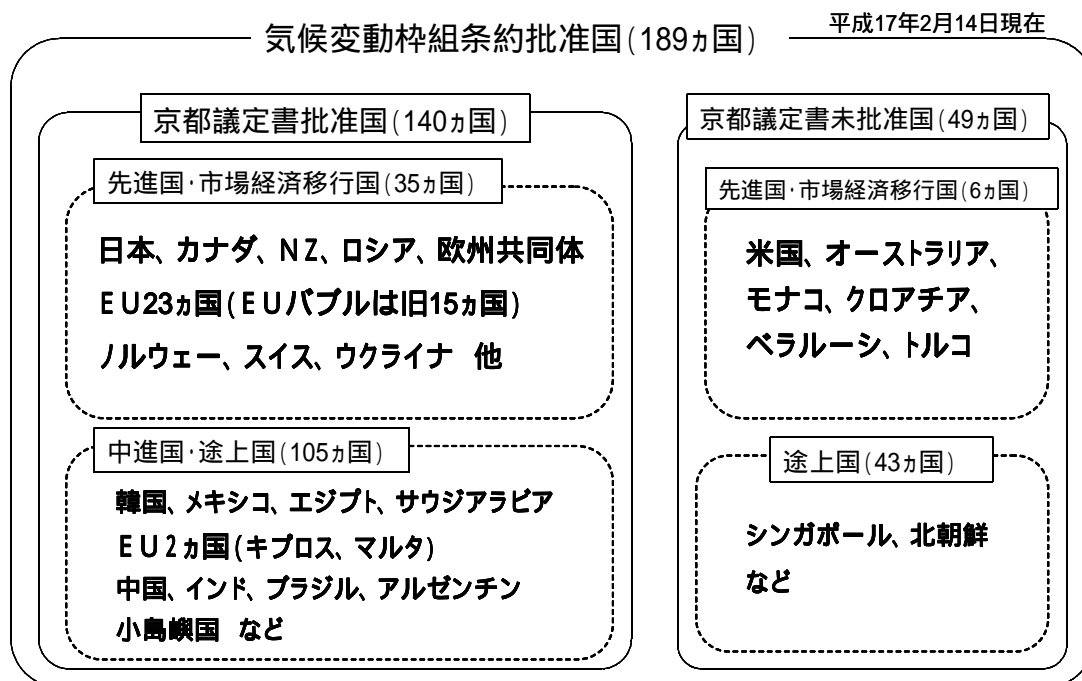 平成17年2月14日現在
気候変動枠組条約批准国(189ヵ国)
京都議定書批准国(140ヵ国)
先進国･市場経済移行国(35ヵ国)
日本、カナダ、NZ、ロシア、欧州共同体
EU23ヵ国(EUバブルは旧15ヵ国)
ノルウェー、スイス、ウクライナ 他
中進国･途上国(105ヵ国)
韓国、メキシコ、エジプト、サウジアラビア
EU2ヵ国(キプロス、マルタ)
中国、インド、ブラジル、アルゼンチン
小島嶼国 など
京都議定書未批准国(49ヵ国)
先進国･市場経済移行国(6ヵ国)
米国、オーストラリア、
モナコ、クロアチア、
ベラルーシ、トルコ
途上国(43ヵ国)
シンガポール、北朝鮮
など